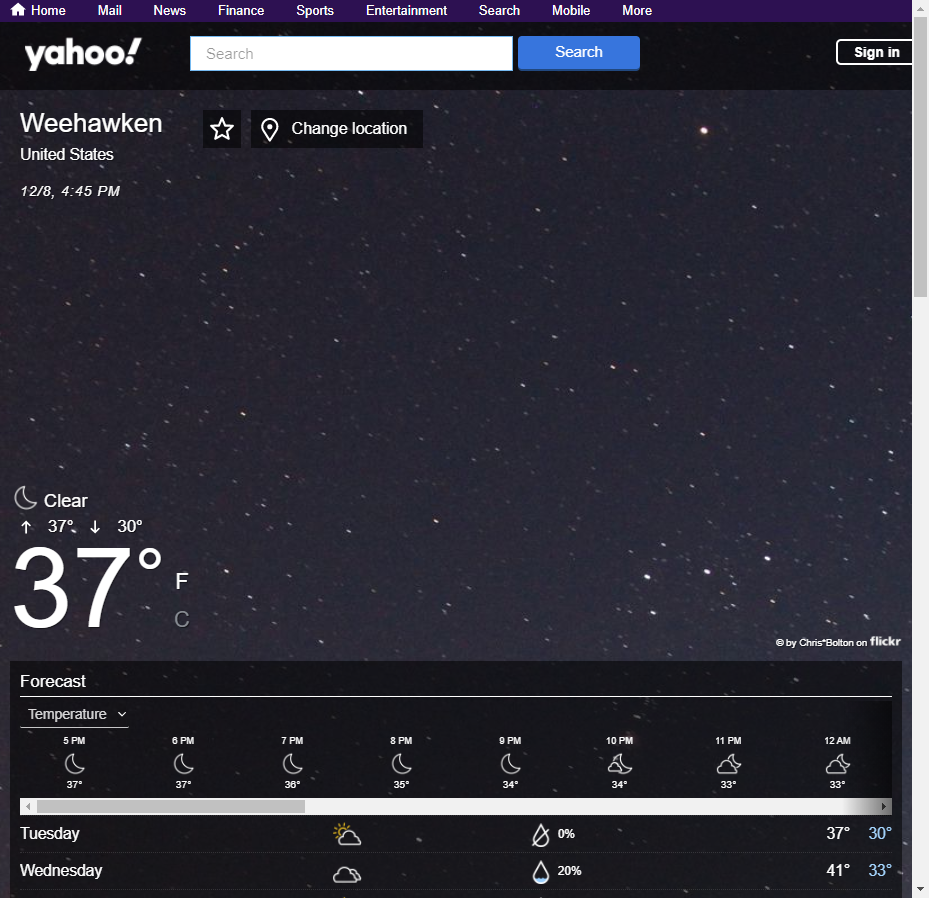 Home Mail News Finance Sports Entertainment Search Mobile More
yahoo! Search Search Sign in
Weehawken Change location
United States
12/8, 4:45 PM
Clear
37° 30°
37° F
C
© by Chris*Bolton on flickr
Forecast
Temperature
5 PM 6 PM 7 PM 8 PM 9 PM 10 PM 11 PM 12 AM
37° 37° 36° 35° 34° 34° 33° 33°
Tuesday 0% 37° 30°
Wednesday 20% 41° 33°